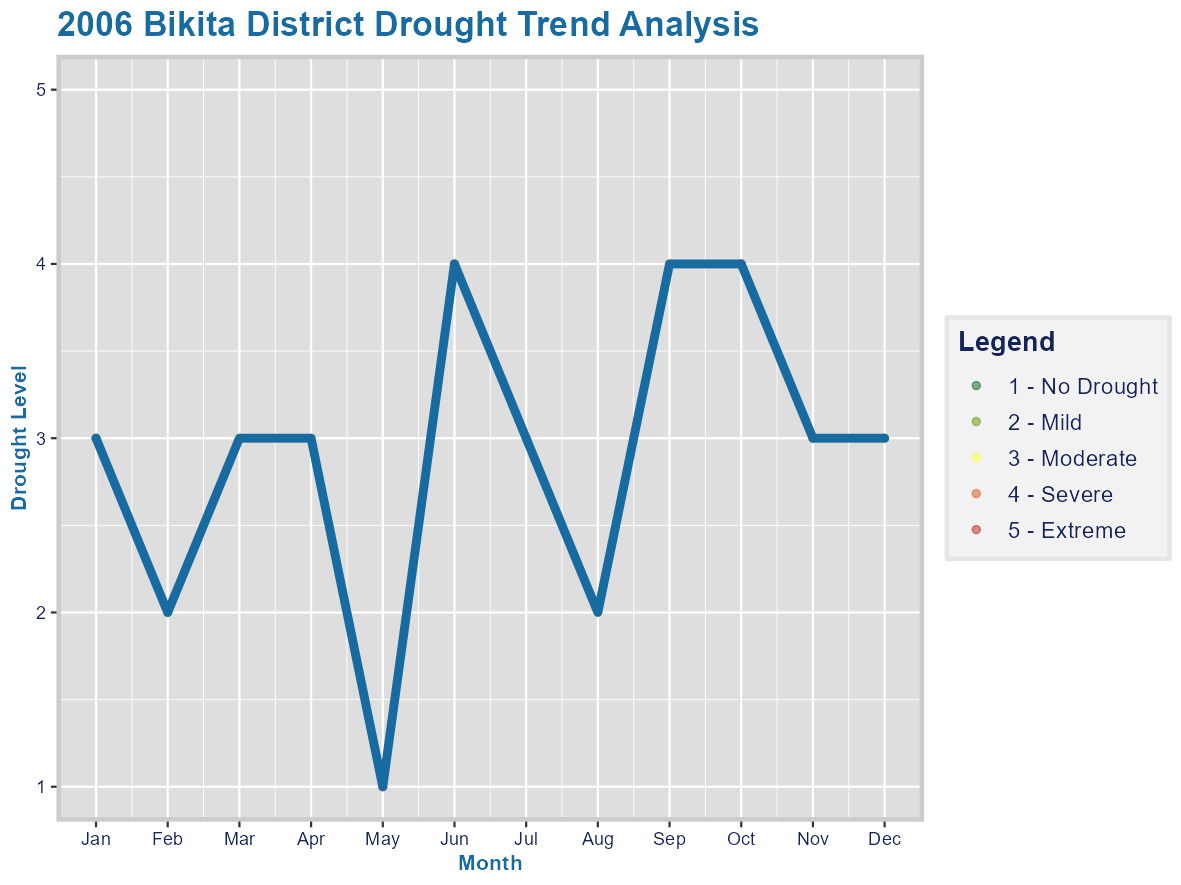 2006 Bikita District Drought Trend Analysis
Drought Level
5
4
3
2
1
Jan Feb Mar Apr May Jun Jul Aug Sep Oct Nov Dec
Month
Legend
1 - No Drought
2 - Mild
3 - Moderate
4 - Severe
5 - Extreme